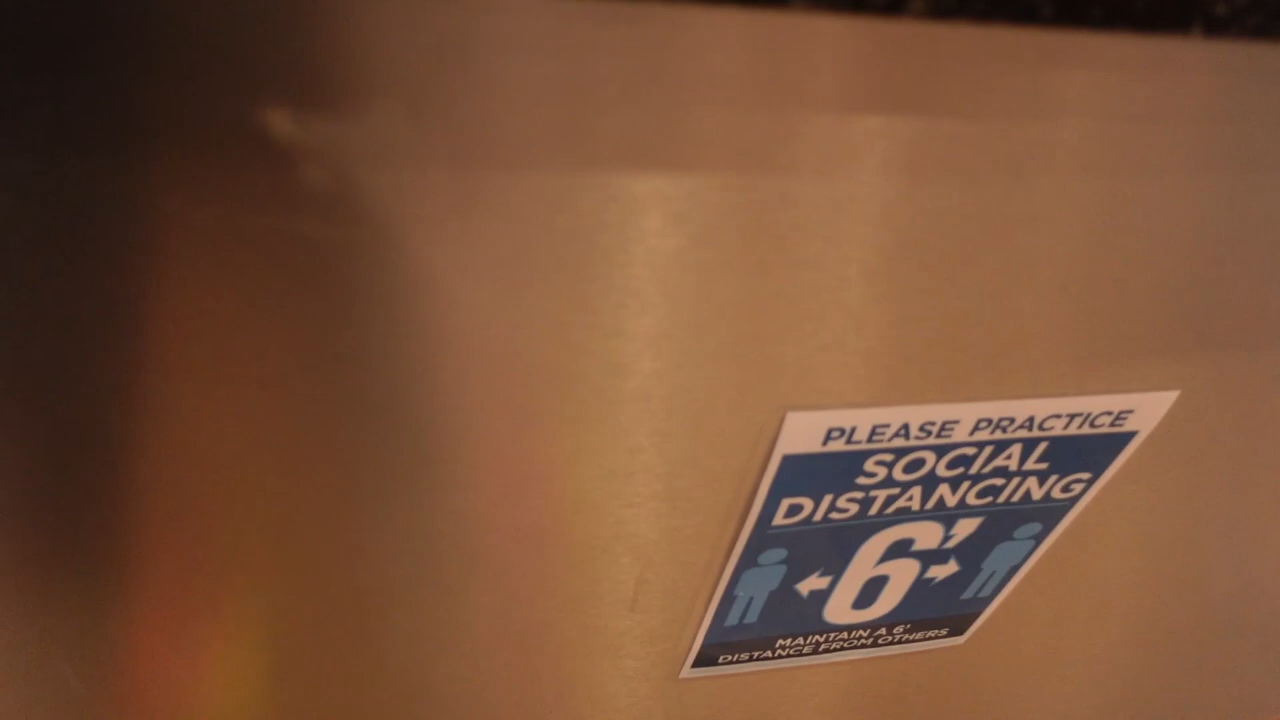 PLEASE PRACTICE
SOCIAL
DISTANCING
6'
MAINTAIN A 6'
DISTANCE FROM OTHERS